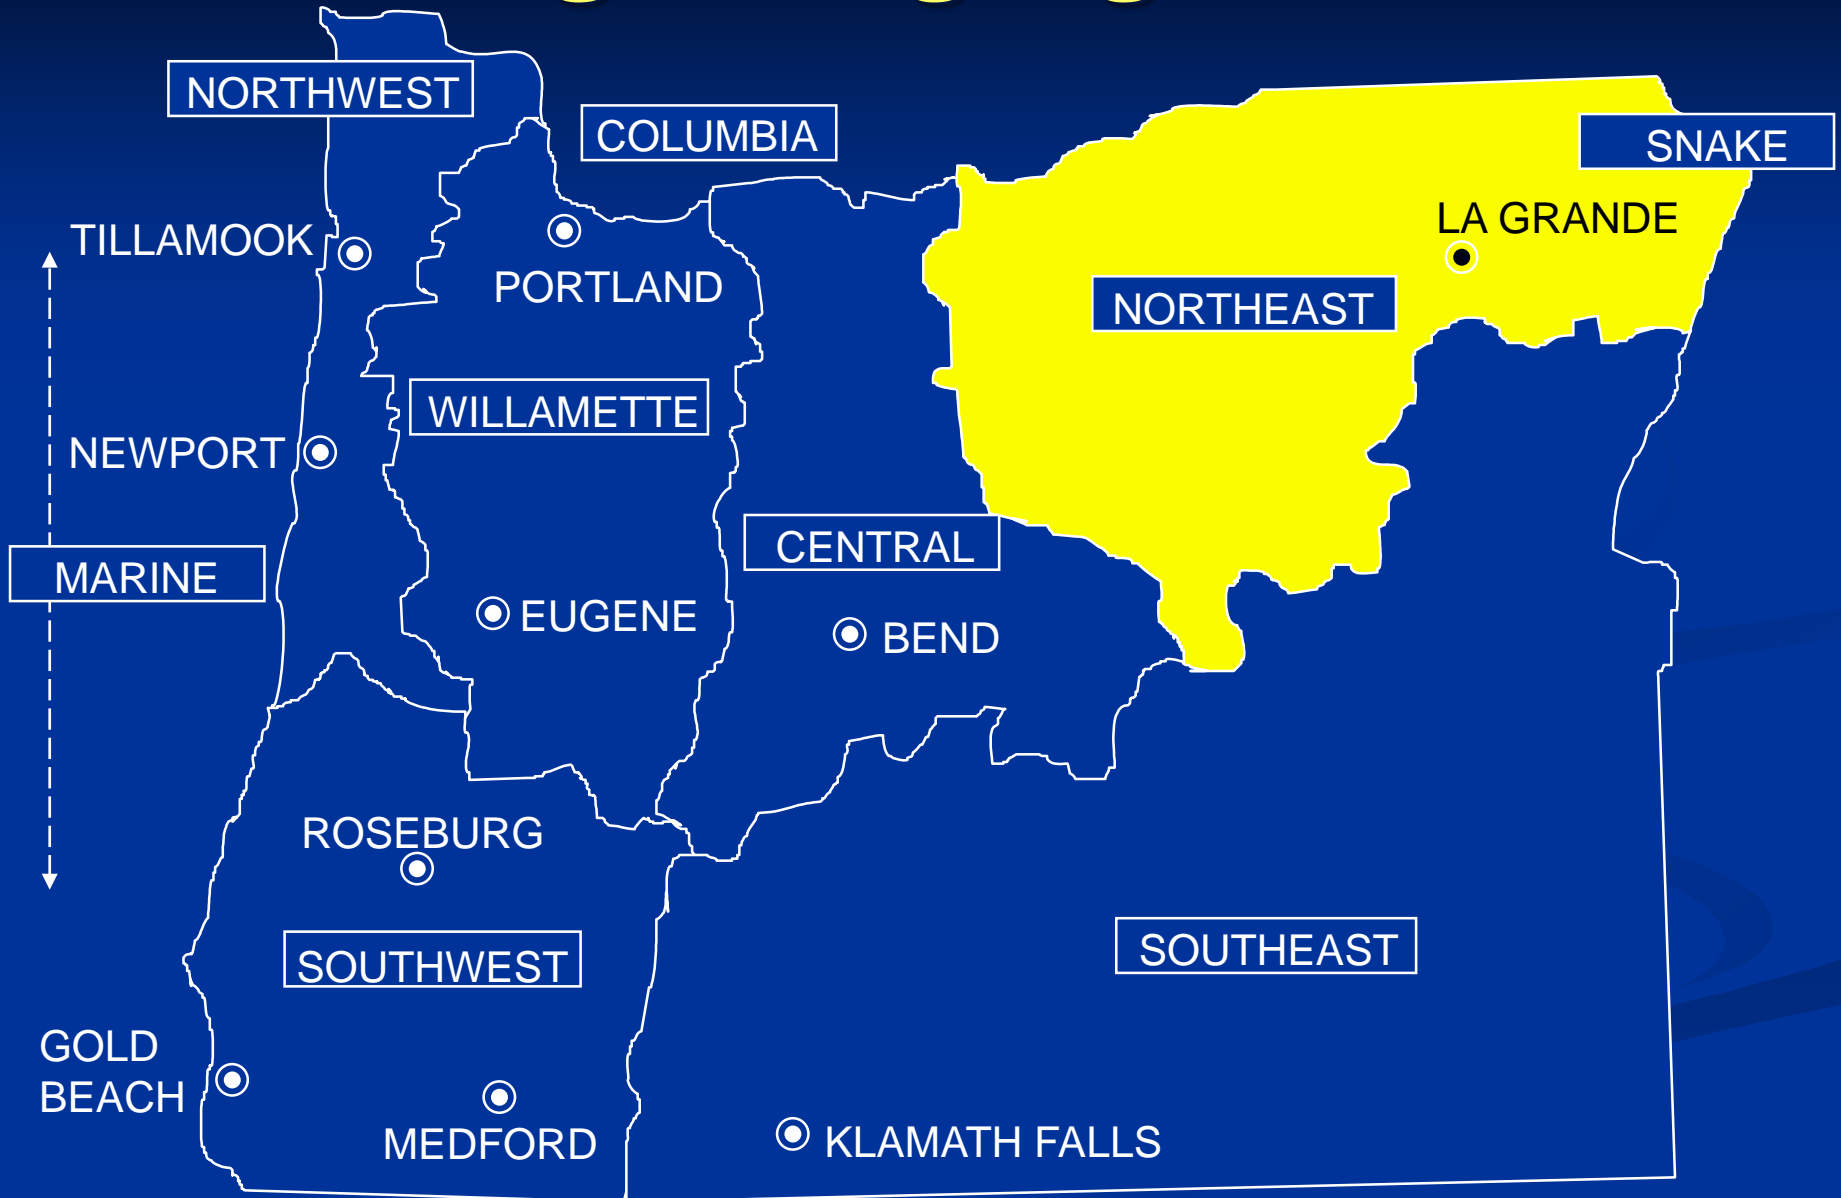 NORTHWEST
COLUMBIA
SNAKE
TILLAMOOK
LA GRANDE
PORTLAND
NORTHEAST
WILLAMETTE
NEWPORT
CENTRAL
MARINE
EUGENE
BEND
ROSEBURG
SOUTHWEST
SOUTHEAST
GOLD
BEACH
MEDFORD
KLAMATH FALLS